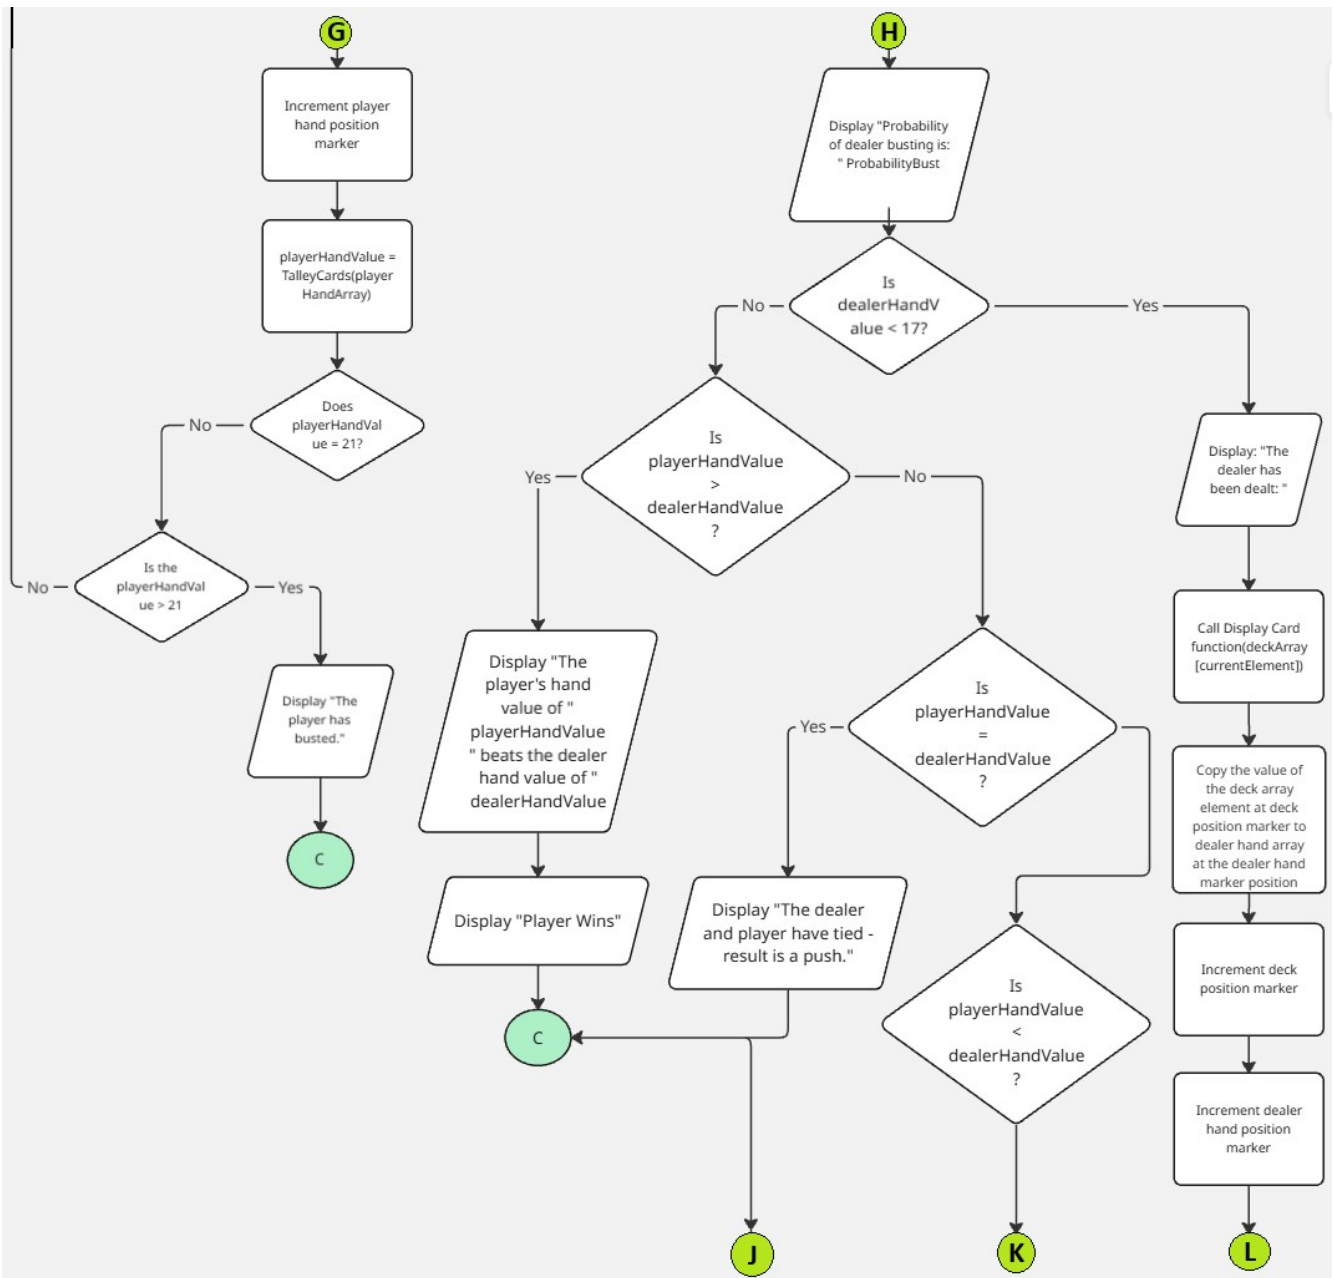 G
Increment player
hand position
marker
playerHandValue =
TalleyCards(player
HandArray)
Does
playerHandVal
ue = 21?
No
Is the
playerHandVal
ue > 21
No
Yes
Display "The
player has
busted."
C
H
Display "Probability
of dealer busting is:
" ProbabilityBust
Is
dealerHandV
alue < 17?
No
Yes
Is
playerHandValue
>
dealerHandValue
?
Yes
No
Display "The
player's hand
value of "
playerHandValue
" beats the dealer
hand value of "
dealerHandValue
Display "Player Wins"
C
Is
playerHandValue
=
dealerHandValue
?
Yes
Display "The dealer
and player have tied -
result is a push."
J
Is
playerHandValue
<
dealerHandValue
?
K
Display: "The
dealer has
been dealt: "
Call Display Card
function(deckArray
[currentElement])
Copy the value of
the deck array
element at deck
position marker to
dealer hand array
at the dealer hand
marker position
Increment deck
position marker
Increment dealer
hand position
marker
L